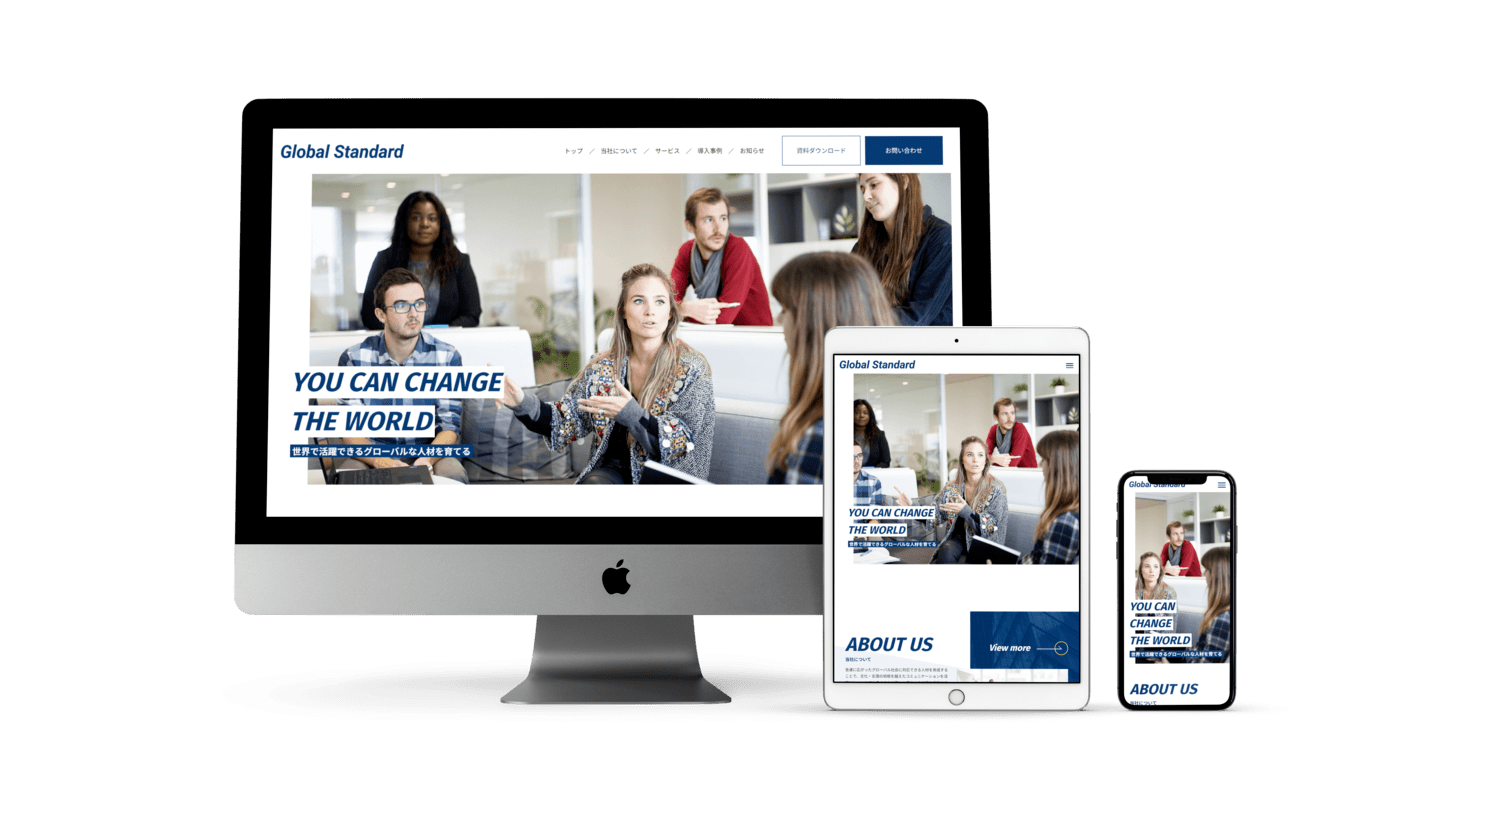 Global Standard
トップ ／ 当社について ／ サービス ／ 導入事例 ／ お知らせ
資料ダウンロード
お問い合わせ
YOU CAN CHANGE
THE WORLD
世界で活躍できるグローバルな人材を育てる
Global Standard
YOU CAN CHANGE
THE WORLD
世界で活躍できるグローバルな人材を育てる
ABOUT US
当社について
View more
Global Standard
YOU CAN
CHANGE
THE WORLD
世界で活躍できるグローバルな人材を育てる
ABOUT US
当社について